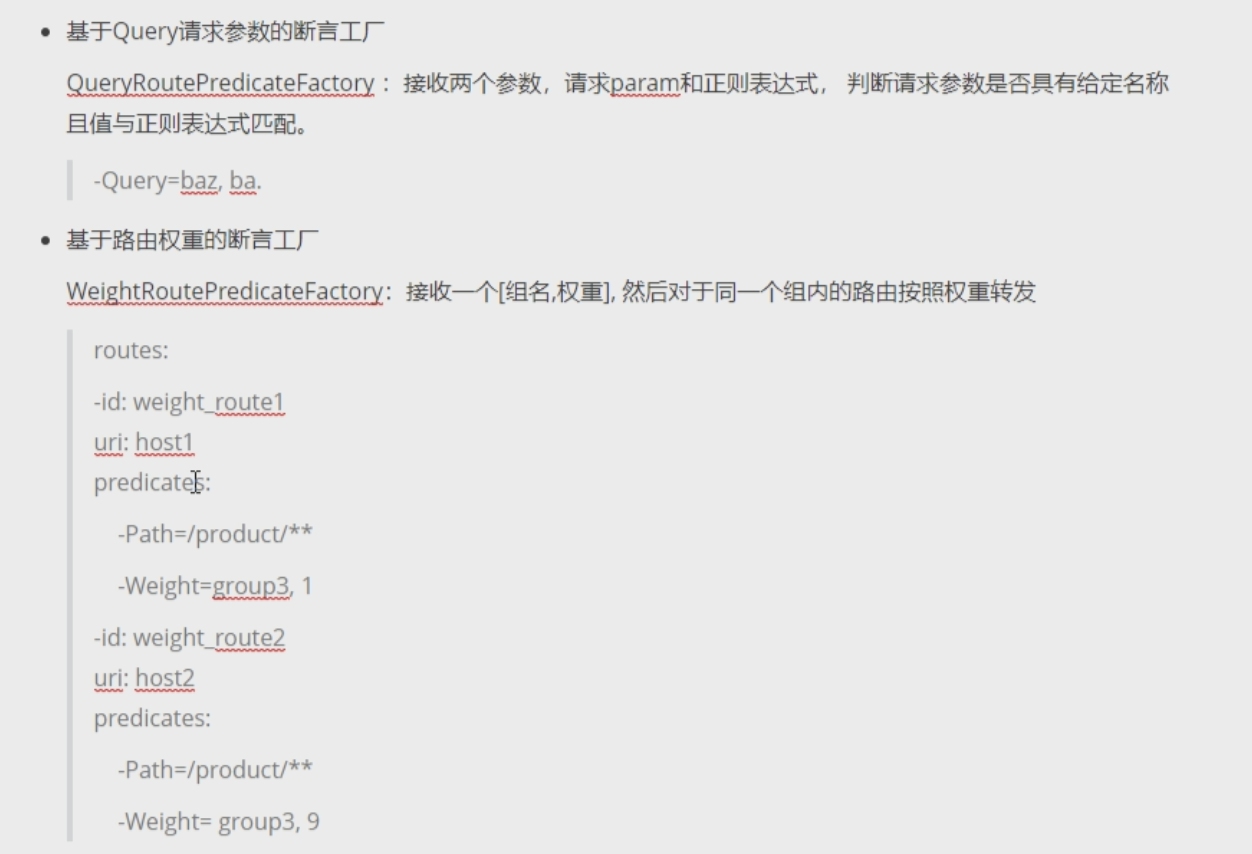 基于Query请求参数的断言工厂
QueryRoutePredicateFactory ：接收两个参数，请求param和正则表达式， 判断请求参数是否具有给定名称
且值与正则表达式匹配。
-Query=baz, ba.
基于路由权重的断言工厂
WeightRoutePredicateFactory：接收一个[组名,权重], 然后对于同一个组内的路由按照权重转发
routes:
-id: weight_route1
uri: host1
predicates:
-Path=/product/**
-Weight=group3, 1
-id: weight_route2
uri: host2
predicates:
-Path=/product/**
-Weight= group3, 9